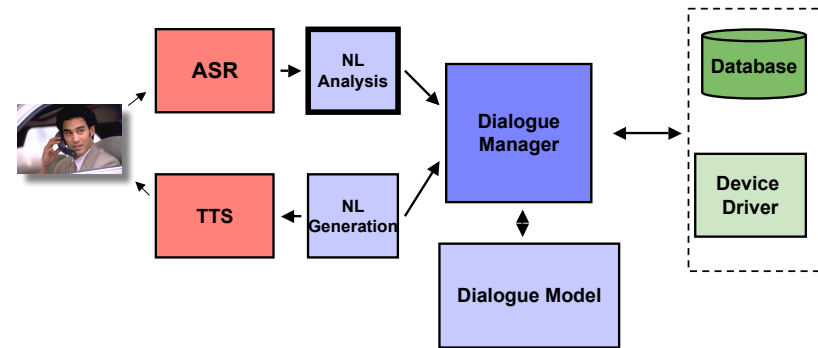 ASR
NL
Analysis
Dialogue
Manager
Database
Device
Driver
TTS
NL
Generation
Dialogue Model